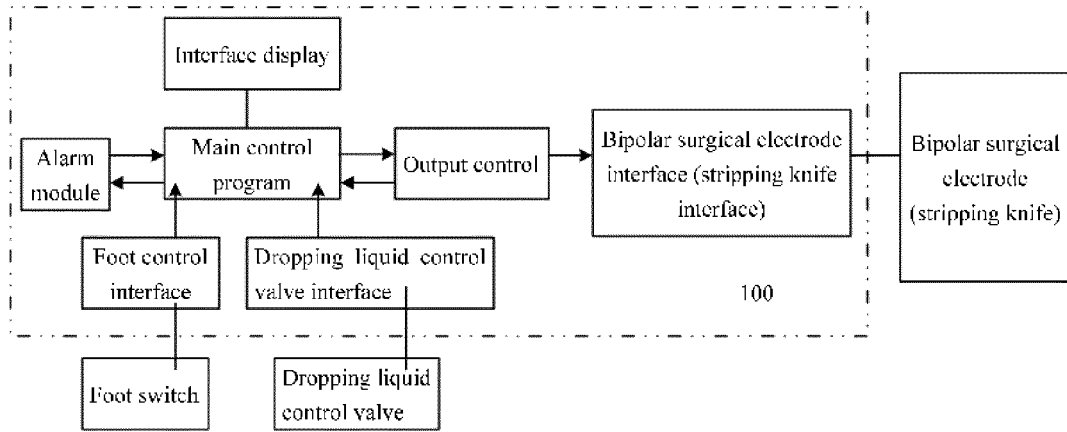 Interface display
Alarm
module
Main control
program
Output control
Bipolar surgical electrode
interface (stripping knife
interface)
Bipolar surgical
electrode
(stripping knife)
Foot control
interface
Dropping liquid control
valve interface
100
Foot switch
Dropping liquid
control valve